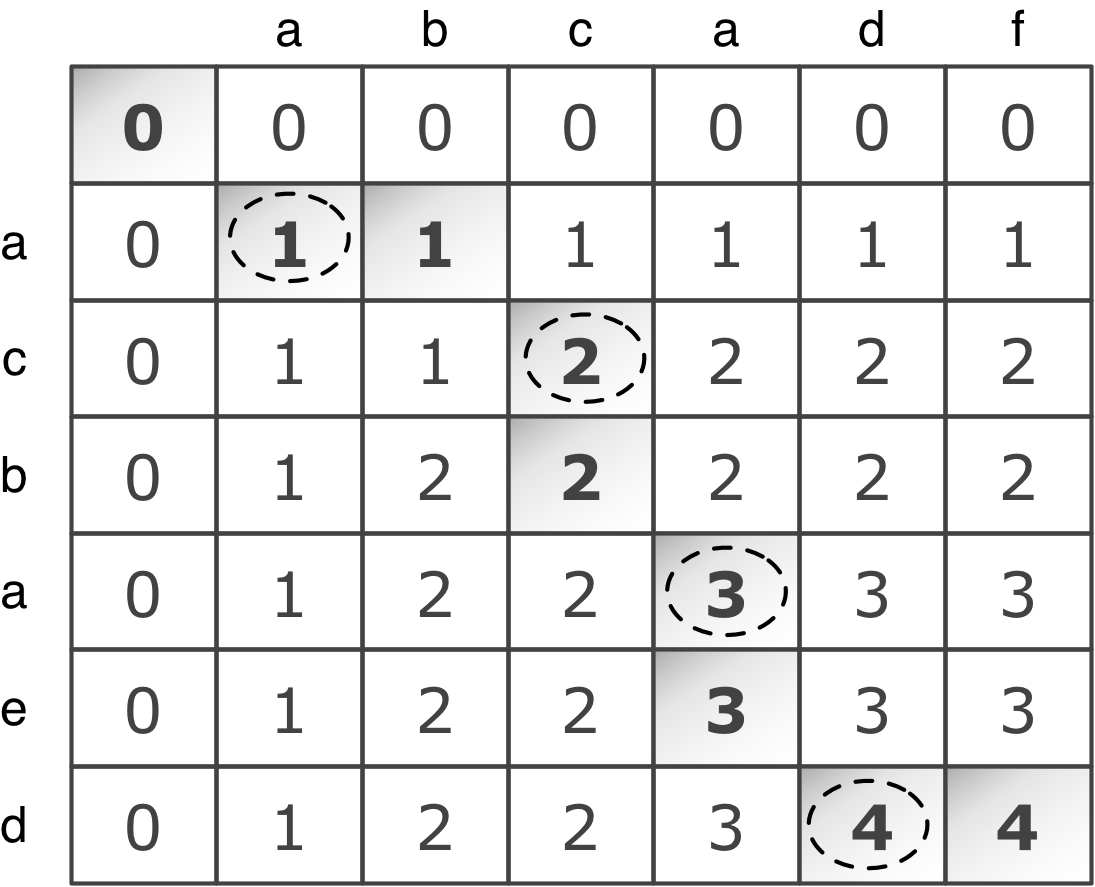 a b c a d f
0 0 0 0 0 0 0
a 0 1 1 1 1 1 1
c 0 1 1 2 2 2 2
b 0 1 2 2 2 2 2
a 0 1 2 2 3 3 3
e 0 1 2 2 3 3 3
d 0 1 2 2 3 4 4